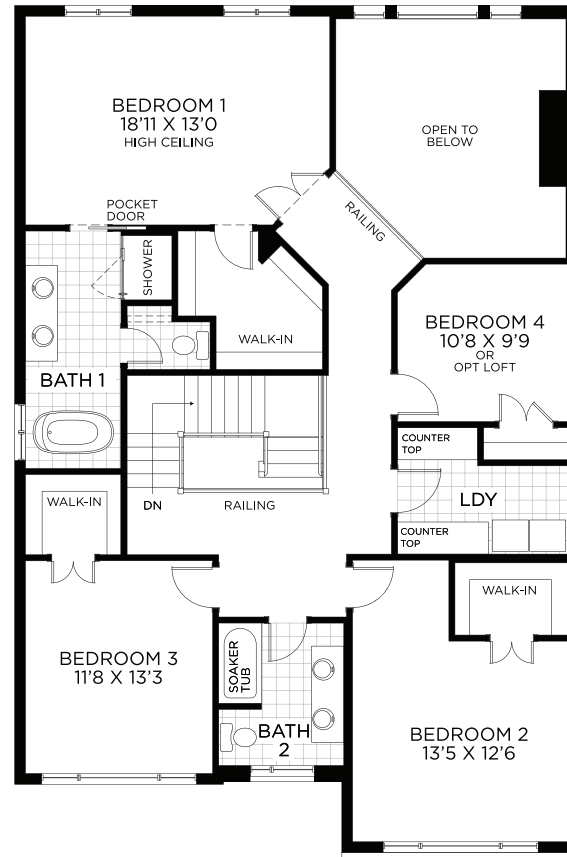 BEDROOM 1
18'11 X 13'0
HIGH CEILING
OPEN TO
BELOW
POCKET
DOOR
RAILING
SHOWER
WALK-IN
BEDROOM 4
10'8 X 9'9
OR
OPT LOFT
BATH 1
COUNTER
TOP
WALK-IN
DN
RAILING
LDY
COUNTER
TOP
WALK-IN
BEDROOM 3
11'8 X 13'3
SOAKER
TUB
BATH
2
BEDROOM 2
13'5 X 12'6